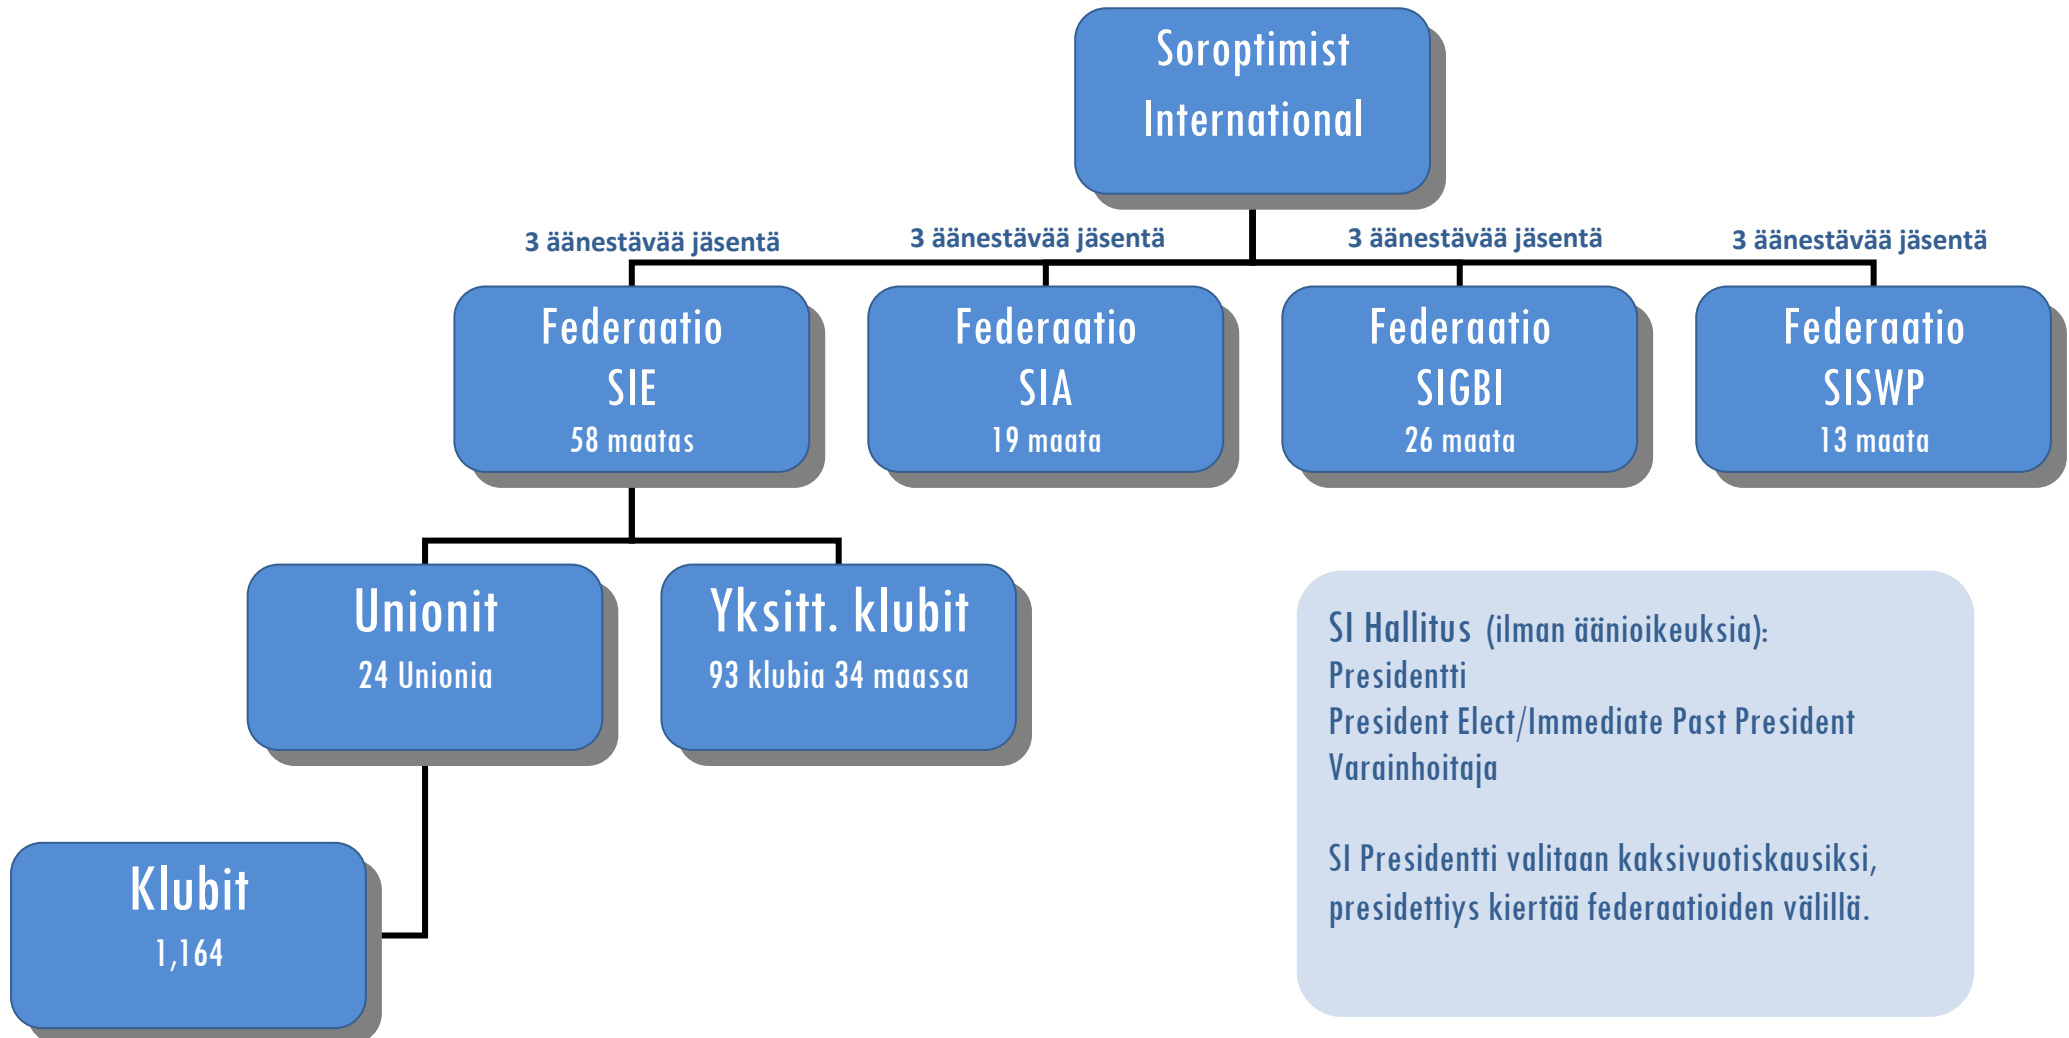 Soroptimist
International
3 äänestävää jäsentä
3 äänestävää jäsentä
3 äänestävää jäsentä
3 äänestävää jäsentä
Federaatio
SIE
58 maatas
Federaatio
SIA
19 maata
Federaatio
SIGBI
26 maata
Federaatio
SISWP
13 maata
Unionit
24 Unionia
Yksitt. klubit
93 klubia 34 maassa
Klubit
1,164
SI Hallitus (ilman äänioikeuksia):
Presidentti
President Elect/Immediate Past President
Varainhoitaja
SI Presidentti valitaan kaksivuotiskausiksi,
presidettiys kiertää federaatioiden välillä.